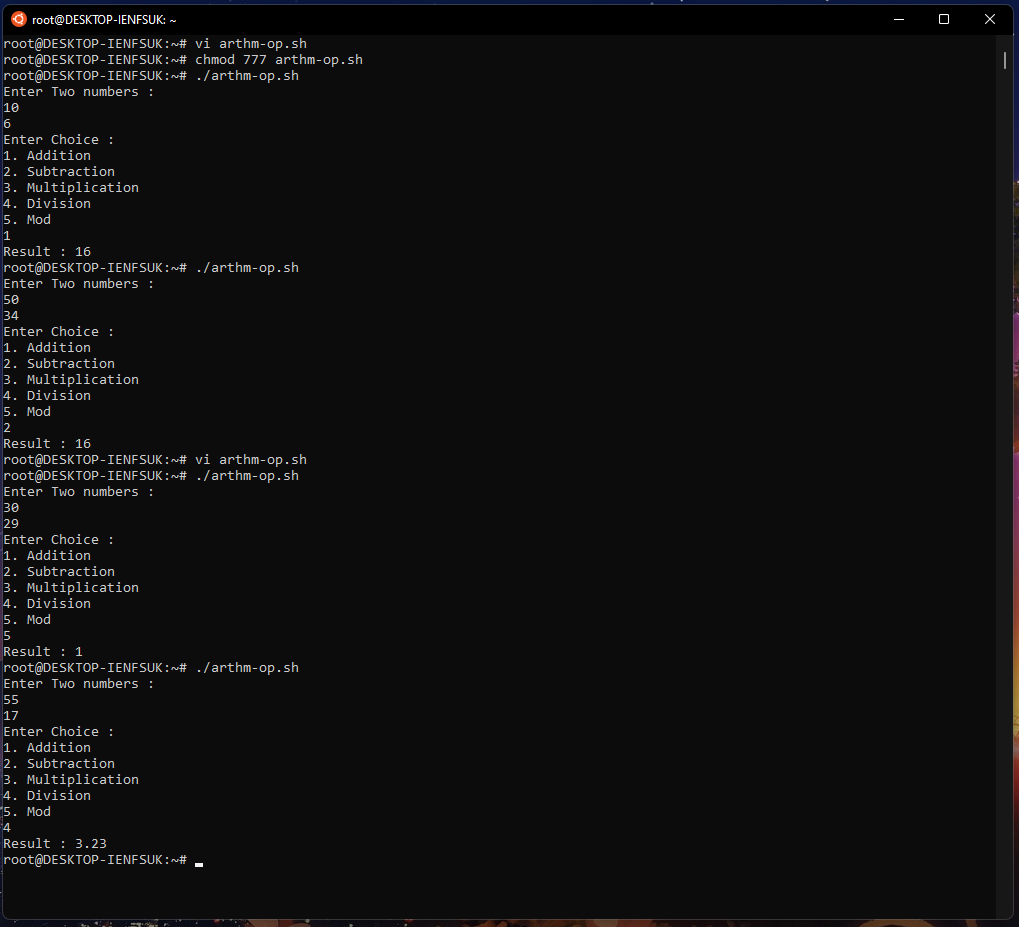 root@DESKTOP-IENFSUK: ~
root@DESKTOP-IENFSUK:~# vi arthm-op.sh
root@DESKTOP-IENFSUK:~# chmod 777 arthm-op.sh
root@DESKTOP-IENFSUK:~# ./arthm-op.sh
Enter Two numbers :
10
6
Enter Choice :
1. Addition
2. Subtraction
3. Multiplication
4. Division
5. Mod
1
Result : 16
root@DESKTOP-IENFSUK:~# ./arthm-op.sh
Enter Two numbers :
50
34
Enter Choice :
1. Addition
2. Subtraction
3. Multiplication
4. Division
5. Mod
2
Result : 16
root@DESKTOP-IENFSUK:~# vi arthm-op.sh
root@DESKTOP-IENFSUK:~# ./arthm-op.sh
Enter Two numbers :
30
29
Enter Choice :
1. Addition
2. Subtraction
3. Multiplication
4. Division
5. Mod
5
Result : 1
root@DESKTOP-IENFSUK:~# ./arthm-op.sh
Enter Two numbers :
55
17
Enter Choice :
1. Addition
2. Subtraction
3. Multiplication
4. Division
5. Mod
4
Result : 3.23
root@DESKTOP-IENFSUK:~#